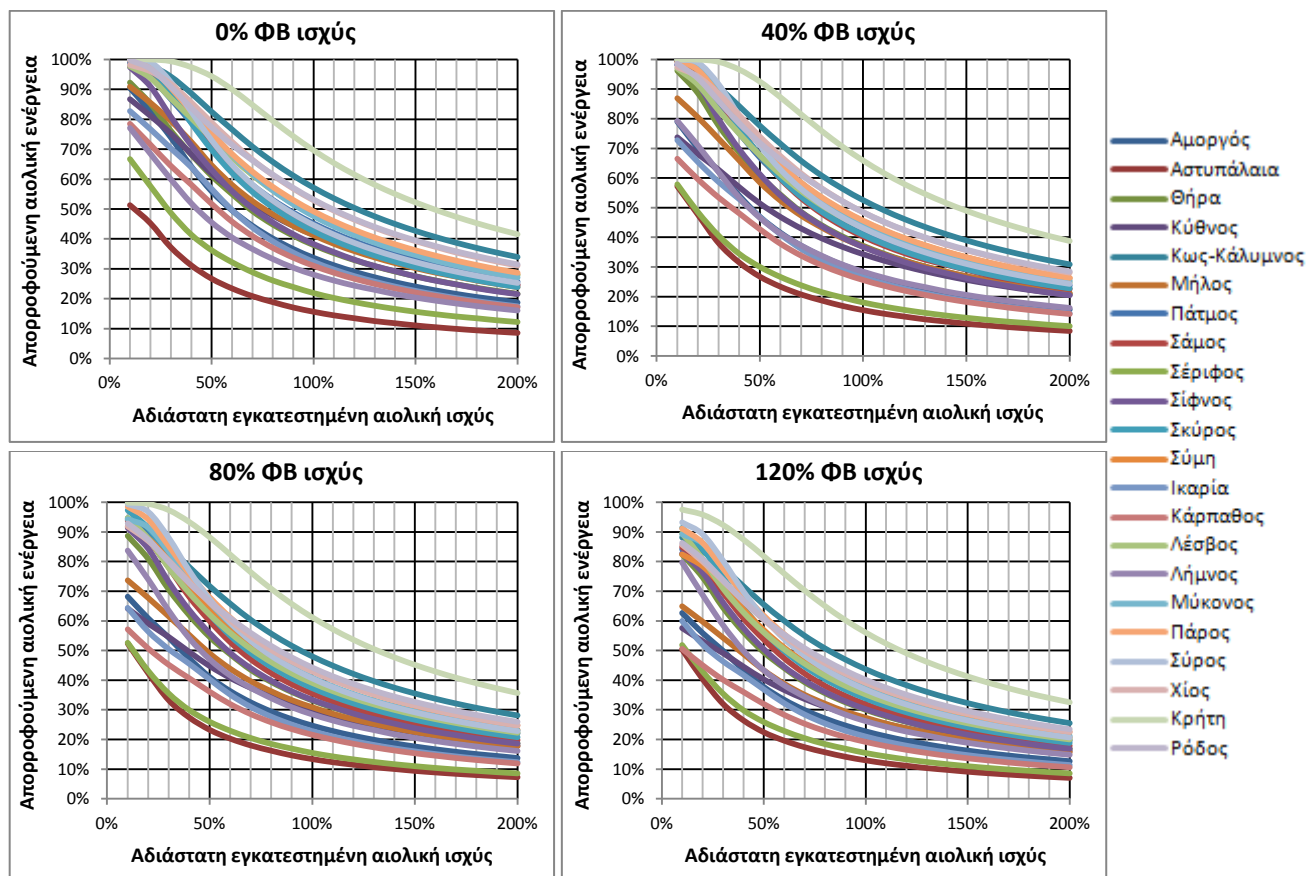 0% ΦΒ ισχύς
Απορροφούμενη αιολική ενέργεια
100%
90%
80%
70%
60%
50%
40%
30%
20%
10%
0%
0%
50%
100%
150%
200%
Αδιάστατη εγκατεστημένη αιολική ισχύς
40% ΦΒ ισχύς
Απορροφούμενη αιολική ενέργεια
100%
90%
80%
70%
60%
50%
40%
30%
20%
10%
0%
0%
50%
100%
150%
200%
Αδιάστατη εγκατεστημένη αιολική ισχύς
80% ΦΒ ισχύς
Απορροφούμενη αιολική ενέργεια
100%
90%
80%
70%
60%
50%
40%
30%
20%
10%
0%
0%
50%
100%
150%
200%
Αδιάστατη εγκατεστημένη αιολική ισχύς
120% ΦΒ ισχύς
Απορροφούμενη αιολική ενέργεια
100%
90%
80%
70%
60%
50%
40%
30%
20%
10%
0%
0%
50%
100%
150%
200%
Αδιάστατη εγκατεστημένη αιολική ισχύς
Αμοργός
Αστυπάλαια
Θήρα
Κύθνος
Κως-Κάλυμνος
Μήλος
Πάτμος
Σάμος
Σέριφος
Σίφνος
Σκύρος
Σύμη
Ικαρία
Κάρπαθος
Λέσβος
Λήμνος
Μύκονος
Πάρος
Σύρος
Χίος
Κρήτη
Ρόδος